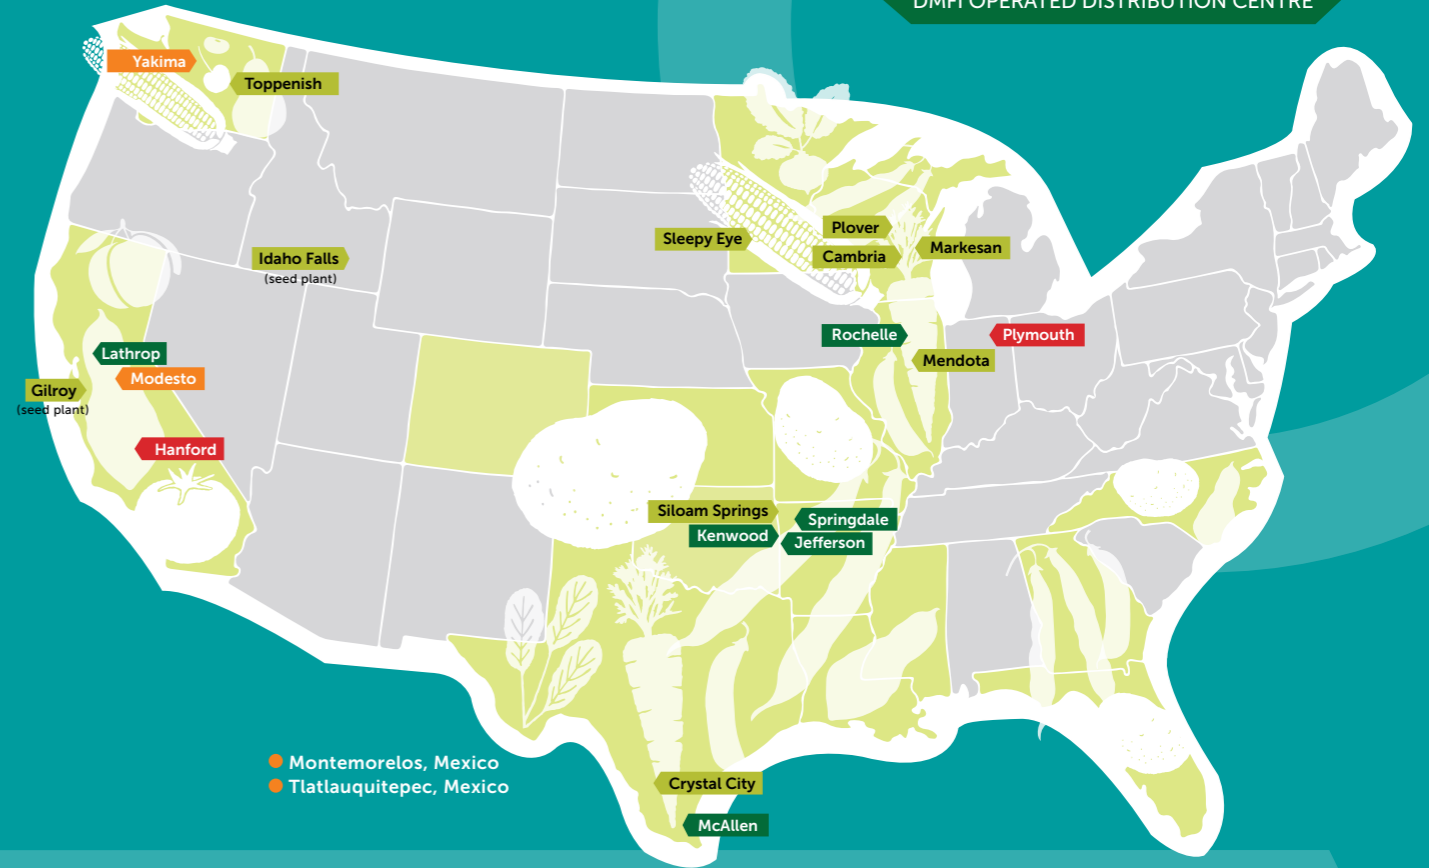 DMFI OPERATED DISTRIBUTION CENTRE
Yakima
Toppenish
Plover
Sleepy Eye
Markesan
Cambria
Idaho Falls
(seed plant)
Rochelle
Plymouth
Lathrop
Mendota
Modesto
Gilroy
(seed plant)
Hanford
Siloam Springs
Springdale
Kenwood
Jefferson
Montemorelos, Mexico
Tlatlauquitepec, Mexico
Crystal City
McAllen